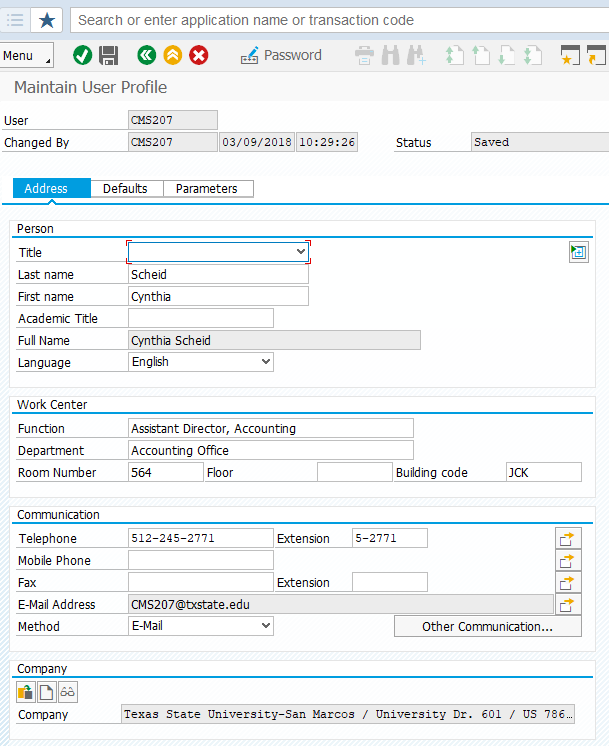 Search or enter application name or transaction code
Menu Password
Maintain User Profile
User CMS207
Changed By CMS207 03/09/2018 10:29:26 Status Saved
Address Defaults Parameters
Person
Title
Last name Scheid
First name Cynthia
Academic Title
Full Name Cynthia Scheid
Language English
Work Center
Function Assistant Director, Accounting
Department Accounting Office
Room Number 564 Floor Building code JCK
Communication
Telephone 512-245-2771 Extension 5-2771
Mobile Phone
Fax Extension
E-Mail Address CMS207@txstate.edu
Method E-Mail Other Communication...
Company
Company Texas State University-San Marcos / University Dr. 601 / US 786…